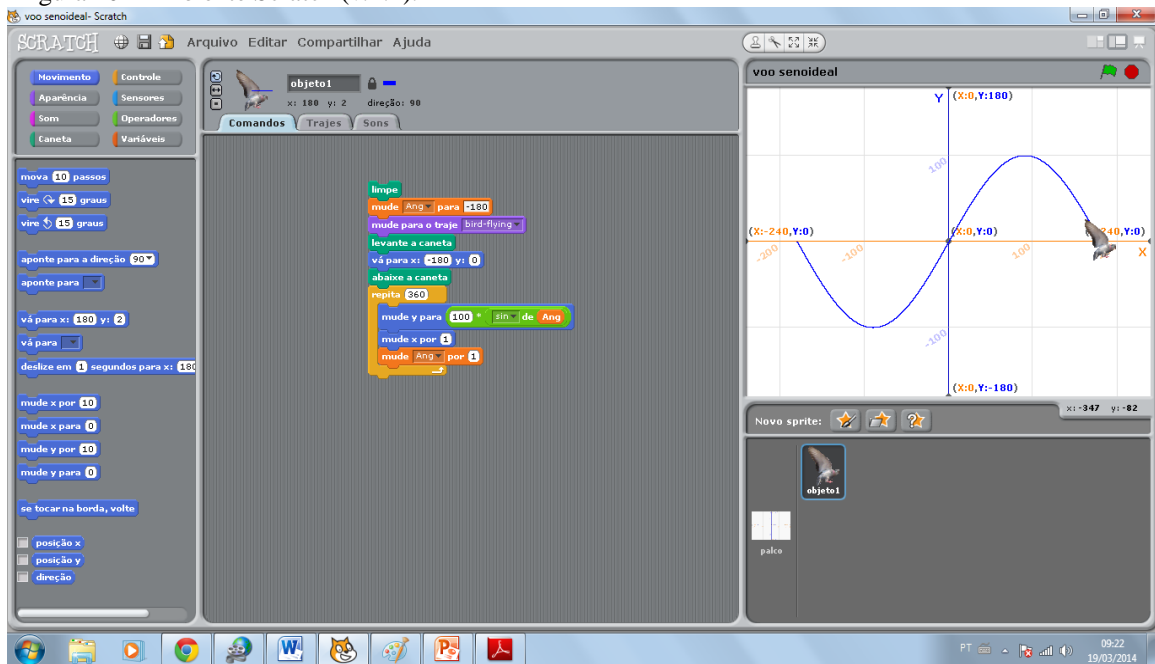 voo senoideal- Scratch
SCRATCH Arquivo Editar Compartilhar Ajuda
Movimento Controle
Aparência Sensores
Som Operadores
Caneta Variáveis
mova 10 passos
vire 15 graus
vire 15 graus
aponte para a direção 90
aponte para
vá para x: 180 y: 2
vá para
deslize em 1 segundos para x: 180
mude x por 10
mude x para 0
mude y por 10
mude y para 0
se tocar na borda, volte
posição x
posição y
direção
objeto1
x: 180 y: 2 direção: 90
Comandos Trajes Sons
limpe
mude Ang para -180
mude para o traje bird-flying
levante a caneta
vá para x: -180 y: 0
abaixe a caneta
repita 360
mude y para 100 * sin de Ang
mude x por 1
mude Ang por 1
voo senoideal
Y (X:0,Y:180)
100
(X:-240,Y:0) (X:0,Y:0) 240,Y:0)
-200 -100 100 X
-100
(X:0,Y:-180)
x: -347 y: -82
Novo sprite:
objeto1
palco
PT 09:22
19/03/2014